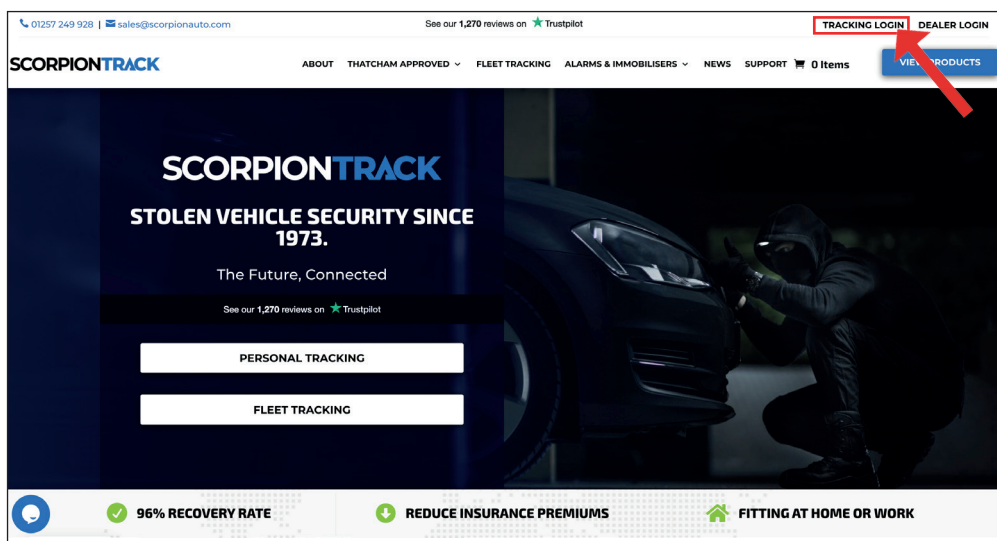 01257 249 928 | sales@scorpionauto.com
See our 1,270 reviews on Trustpilot
TRACKING LOGIN DEALER LOGIN
SCORPIONTRACK
ABOUT THATCHAM APPROVED FLEET TRACKING ALARMS & IMMOBILISERS NEWS SUPPORT 0 Items
VIEW PRODUCTS
SCORPIONTRACK
STOLEN VEHICLE SECURITY SINCE
1973.
The Future, Connected
See our 1,270 reviews on Trustpilot
PERSONAL TRACKING
FLEET TRACKING
96% RECOVERY RATE
REDUCE INSURANCE PREMIUMS
FITTING AT HOME OR WORK